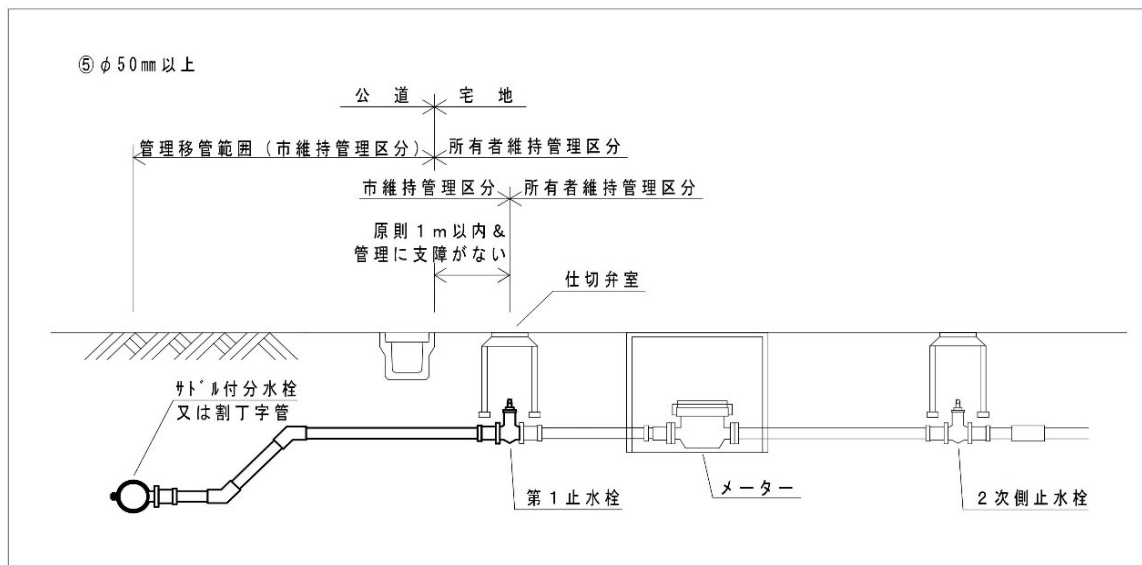 ⑤φ50㎜以上
公道 宅地
管理移管範囲(市維持管理区分) 所有者維持管理区分
市維持管理区分 所有者維持管理区分
原則1m以内&
管理に支障がない
仕切弁室
ｻﾄﾞﾙ付分水栓
又は割丁字管
第1止水栓
メーター
2次側止水栓